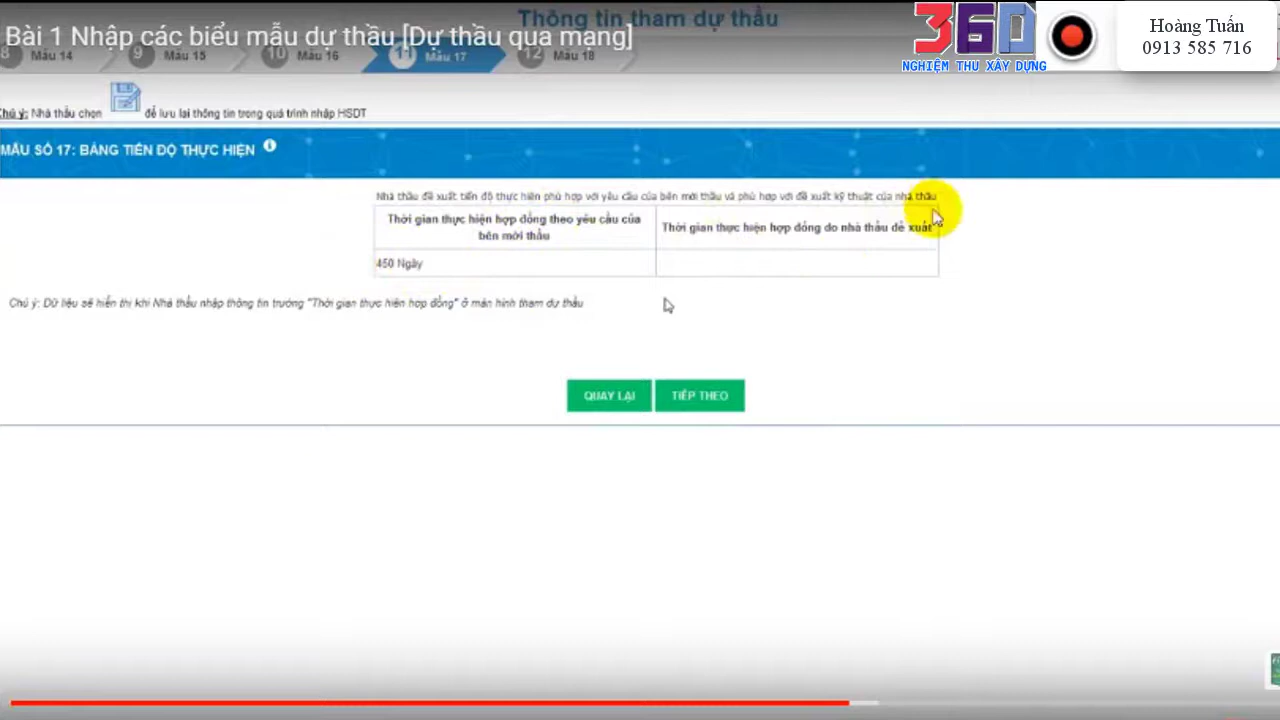 Thông tin tham dự thầu
Bài 1 Nhập các biểu mẫu dự thầu [Dự thầu qua mạng]
360
NGHIỆM THU XÂY DỰNG
Hoàng Tuấn
0913 585 716
8 Mẫu 14 9 Mẫu 15 10 Mẫu 16 11 Mẫu 17 12 Mẫu 18
Chú ý: Nhà thầu chọn để lưu lại thông tin trong quá trình nhập HSDT
MẪU SỐ 17: BẢNG TIẾN ĐỘ THỰC HIỆN
Nhà thầu đề xuất tiến độ thực hiện phù hợp với yêu cầu của bên mời thầu và phù hợp với đề xuất kỹ thuật của nhà thầu
Thời gian thực hiện hợp đồng theo yêu cầu của
bên mời thầu
Thời gian thực hiện hợp đồng do nhà thầu đề xuất
450 Ngày
Chú ý: Dữ liệu sẽ hiển thị khi Nhà thầu nhập thông tin trường "Thời gian thực hiện hợp đồng" ở màn hình tham dự thầu
QUAY LẠI
TIẾP THEO